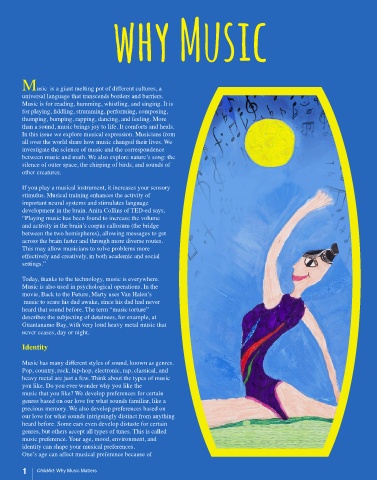 WHY MUSIC
Music is a giant melting pot of different cultures, a
universal language that transcends borders and barriers.
Music is for reading, humming, whistling, and singing. It is
for playing, fiddling, strumming, performing, composing,
thumping, bumping, rapping, dancing, and feeling. More
than a sound, music brings joy to life. It comforts and heals.
In this issue we explore musical expression. Musicians from
all over the world share how music changed their lives. We
investigate the science of music and the correspondence
between music and math. We also explore nature's song: the
silence of outer space, the chirping of birds, and sounds of
other creatures.
If you play a musical instrument, it increases your sensory
stimulus. Musical training enhances the activity of
important neural systems and stimulates language
development in the brain. Anita Collins of TED-ed says,
"Playing music has been found to increase the volume
and activity in the brain's corpus callosum (the bridge
between the two hemispheres), allowing messages to get
across the brain faster and through more diverse routes.
This may allow musicians to solve problems more
effectively and creatively, in both academic and social
settings."
Today, thanks to the technology, music is everywhere.
Music is also used in psychological operations. In the
movie, Back to the Future, Marty uses Van Halen's
music to scare his dad awake, since his dad had never
heard that sound before. The term "music torture"
describes the subjecting of detainees, for example, at
Guantanamo Bay, with very loud heavy metal music that
never ceases, day or night.
Identity
Music has many different styles of sound, known as genres.
Pop, country, rock, hip-hop, electronic, rap, classical, and
heavy metal are just a few. Think about the types of music
you like. Do you ever wonder why you like the
music that you like? We develop preferences for certain
genres based on our love for what sounds familiar, like a
precious memory. We also develop preferences based on
our love for what sounds intriguingly distinct from anything
heard before. Some ears even develop distaste for certain
genres, but others accept all types of tunes. This is called
music preference. Your age, mood, environment, and
identity can shape your musical preferences.
One's age can affect musical preference because of
1 | ChildArt Why Music Matters